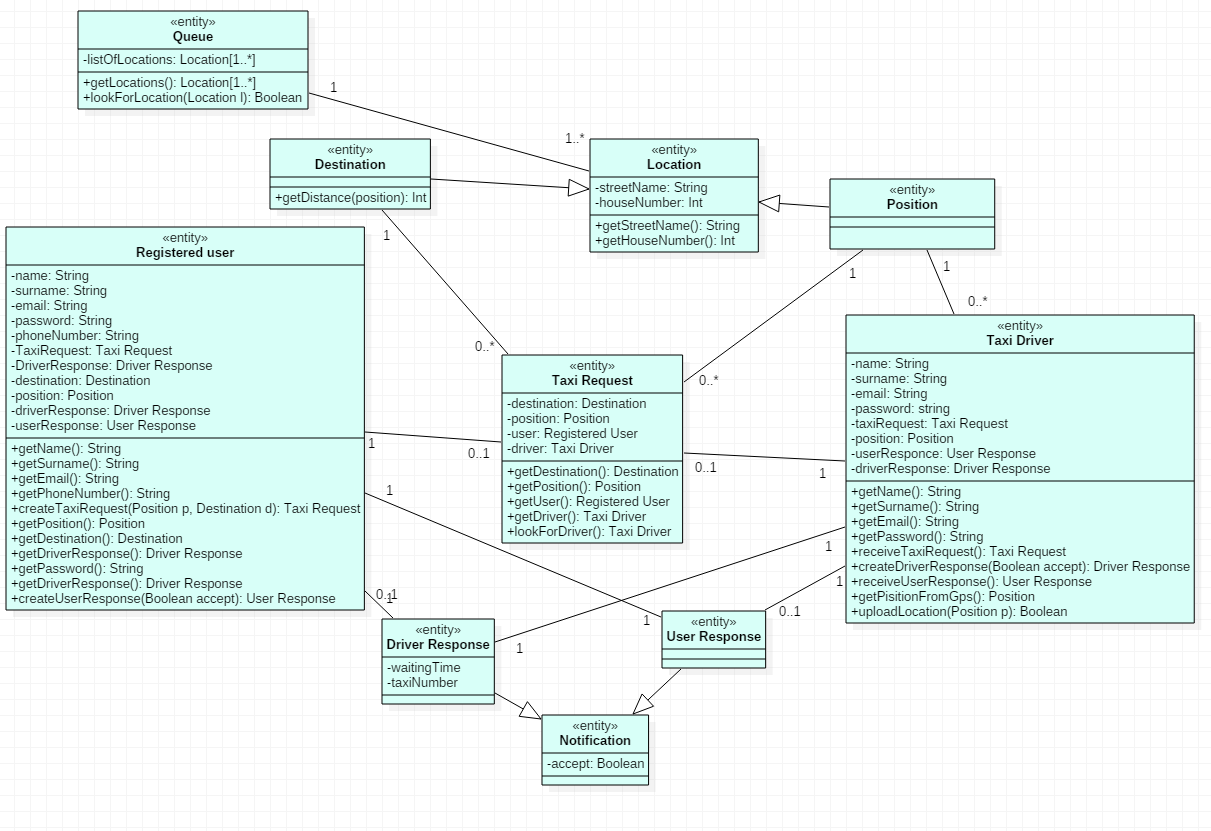 «entity»
Queue
-listOfLocations: Location[1..*]
+getLocations(): Location[1..*]
+lookForLocation(Location l): Boolean
1
1..*
«entity»
Destination
+getDistance(position): Int
1
«entity»
Location
-streetName: String
-houseNumber: Int
+getStreetName(): String
+getHouseNumber(): Int
«entity»
Position
1
1
0..*
«entity»
Registered user
-name: String
-surname: String
-email: String
-password: String
-phoneNumber: String
-TaxiRequest: Taxi Request
-DriverResponse: Driver Response
-destination: Destination
-position: Position
-driverResponse: Driver Response
-userResponse: User Response
+getName(): String
+getSurname(): String
+getEmail(): String
+getPhoneNumber(): String
+createTaxiRequest(Position p, Destination d): Taxi Request
+getPosition(): Position
+getDestination(): Destination
+getDriverResponse(): Driver Response
+getPassword(): String
+getDriverResponse(): Driver Response
+createUserResponse(Boolean accept): User Response
1
0..1
1
0..1
1
0..*
0..*
«entity»
Taxi Request
-destination: Destination
-position: Position
-user: Registered User
-driver: Taxi Driver
+getDestination(): Destination
+getPosition(): Position
+getUser(): Registered User
+getDriver(): Taxi Driver
+lookForDriver(): Taxi Driver
0..1
1
«entity»
Taxi Driver
-name: String
-surname: String
-email: String
-password: string
-taxiRequest: Taxi Request
-position: Position
-userResponce: User Response
-driverResponse: Driver Response
+getName(): String
+getSurname(): String
+getEmail(): String
+getPassword(): String
+receiveTaxiRequest(): Taxi Request
+createDriverResponse(Boolean accept): Driver Response
+receiveUserResponse(): User Response
+getPisitionFromGps(): Position
+uploadLocation(Position p): Boolean
1
1
0..1
«entity»
Driver Response
-waitingTime
-taxiNumber
1
1
«entity»
User Response
«entity»
Notification
-accept: Boolean